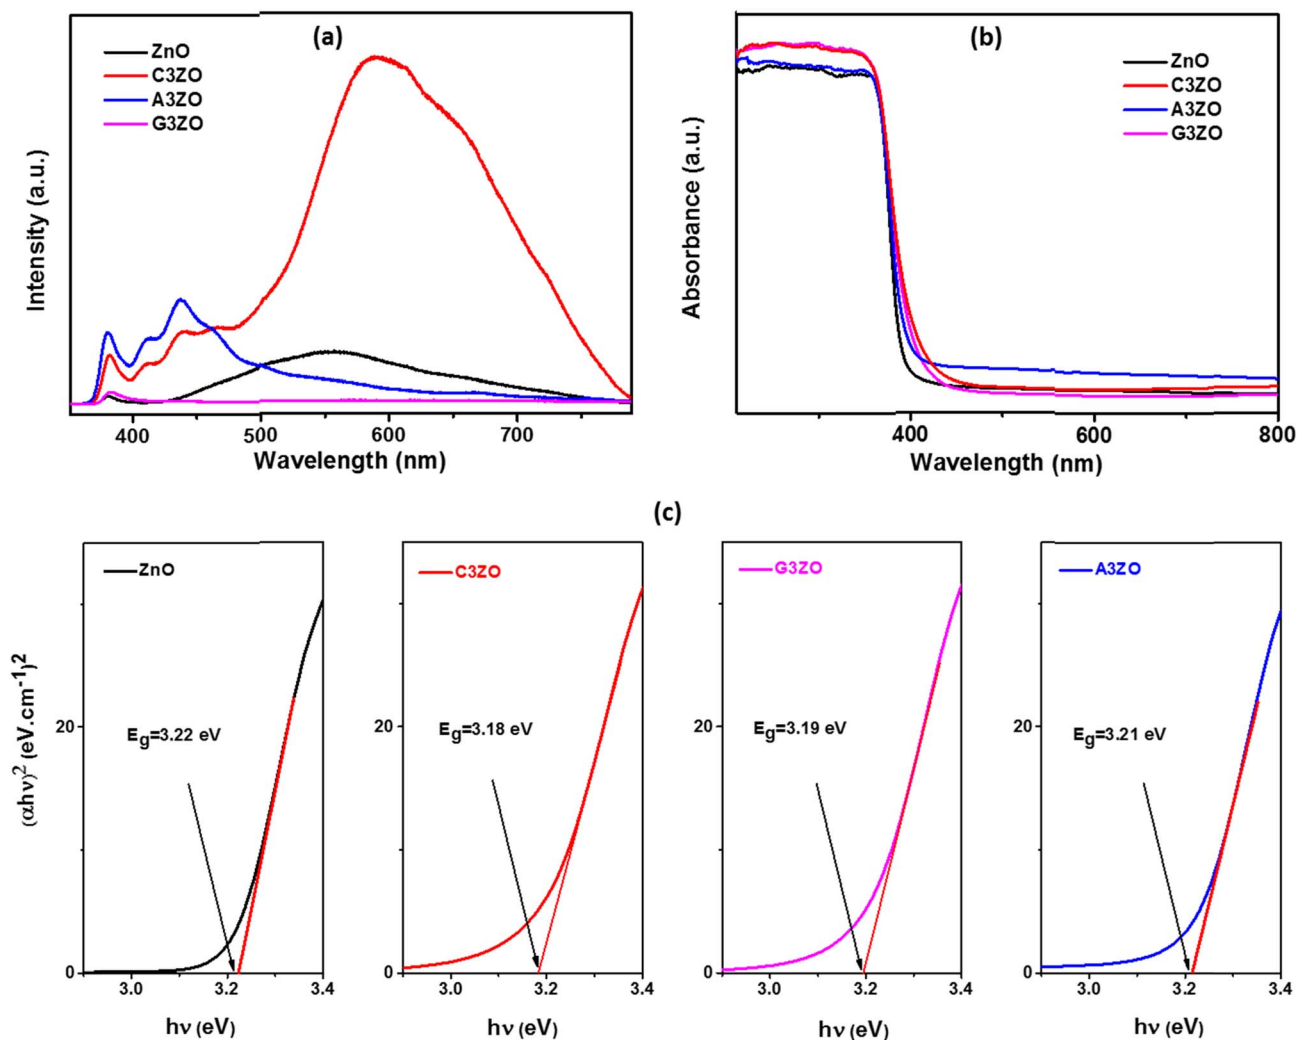 (a)
ZnO
C3ZO
A3ZO
G3ZO
Intensity (a.u.)
400 500 600 700
Wavelength (nm)
(b)
ZnO
C3ZO
A3ZO
G3ZO
Absorbance (a.u.)
400 600 800
Wavelength (nm)
(c)
(αhν)2 (eV.cm-1)2
ZnO
20
10
0
Eg=3.22 eV
3.0 3.2 3.4
hν (eV)
C3ZO
20
10
0
Eg=3.18 eV
3.0 3.2 3.4
hν (eV)
G3ZO
20
10
0
Eg=3.19 eV
3.0 3.2 3.4
hν (eV)
A3ZO
20
10
0
Eg=3.21 eV
3.0 3.2 3.4
hν (eV)